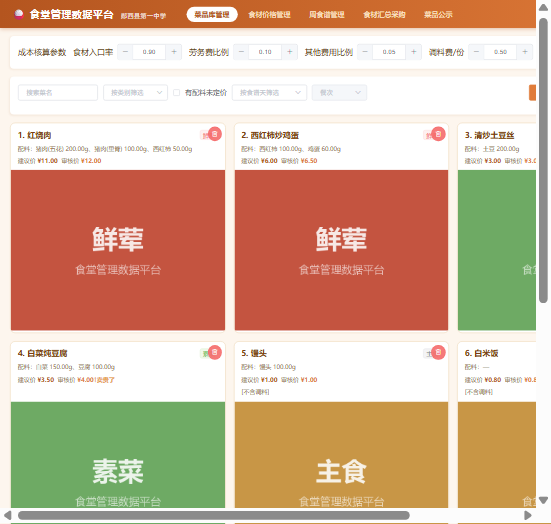 食堂管理数据平台 郧西县第一中学 菜品库管理 食材价格管理 周食谱管理 食材汇总采购 菜品公示
成本核算参数 食材入口率 − 0.90 + 劳务费比例 − 0.10 + 其他费用比例 − 0.05 + 调料费/份 − 0.50 +
搜索菜名 按类别筛选 有配料未定价 按食谱天筛选 餐次
1. 红烧肉
配料：猪肉(五花) 200.00g、猪肉(里脊) 100.00g、西红柿 50.00g
建议价 ¥11.00 审核价 ¥12.00
鲜荤
食堂管理数据平台
2. 西红柿炒鸡蛋
配料：西红柿 100.00g、鸡蛋 60.00g
建议价 ¥6.00 审核价 ¥6.50
鲜荤
食堂管理数据平台
3. 清炒土豆丝
配料：土豆 200.00g
建议价 ¥3.00 审核价
4. 白菜炖豆腐
配料：白菜 150.00g、豆腐 100.00g
建议价 ¥3.50 审核价 ¥4.00!卖贵了
素菜
食堂管理数据平台
5. 馒头
配料：馒头 100.00g
建议价 ¥1.00 审核价 ¥1.00
[不含调料]
主食
食堂管理数据平台
6. 白米饭
配料：—
建议价 ¥0.80 审核价
[不含调料]